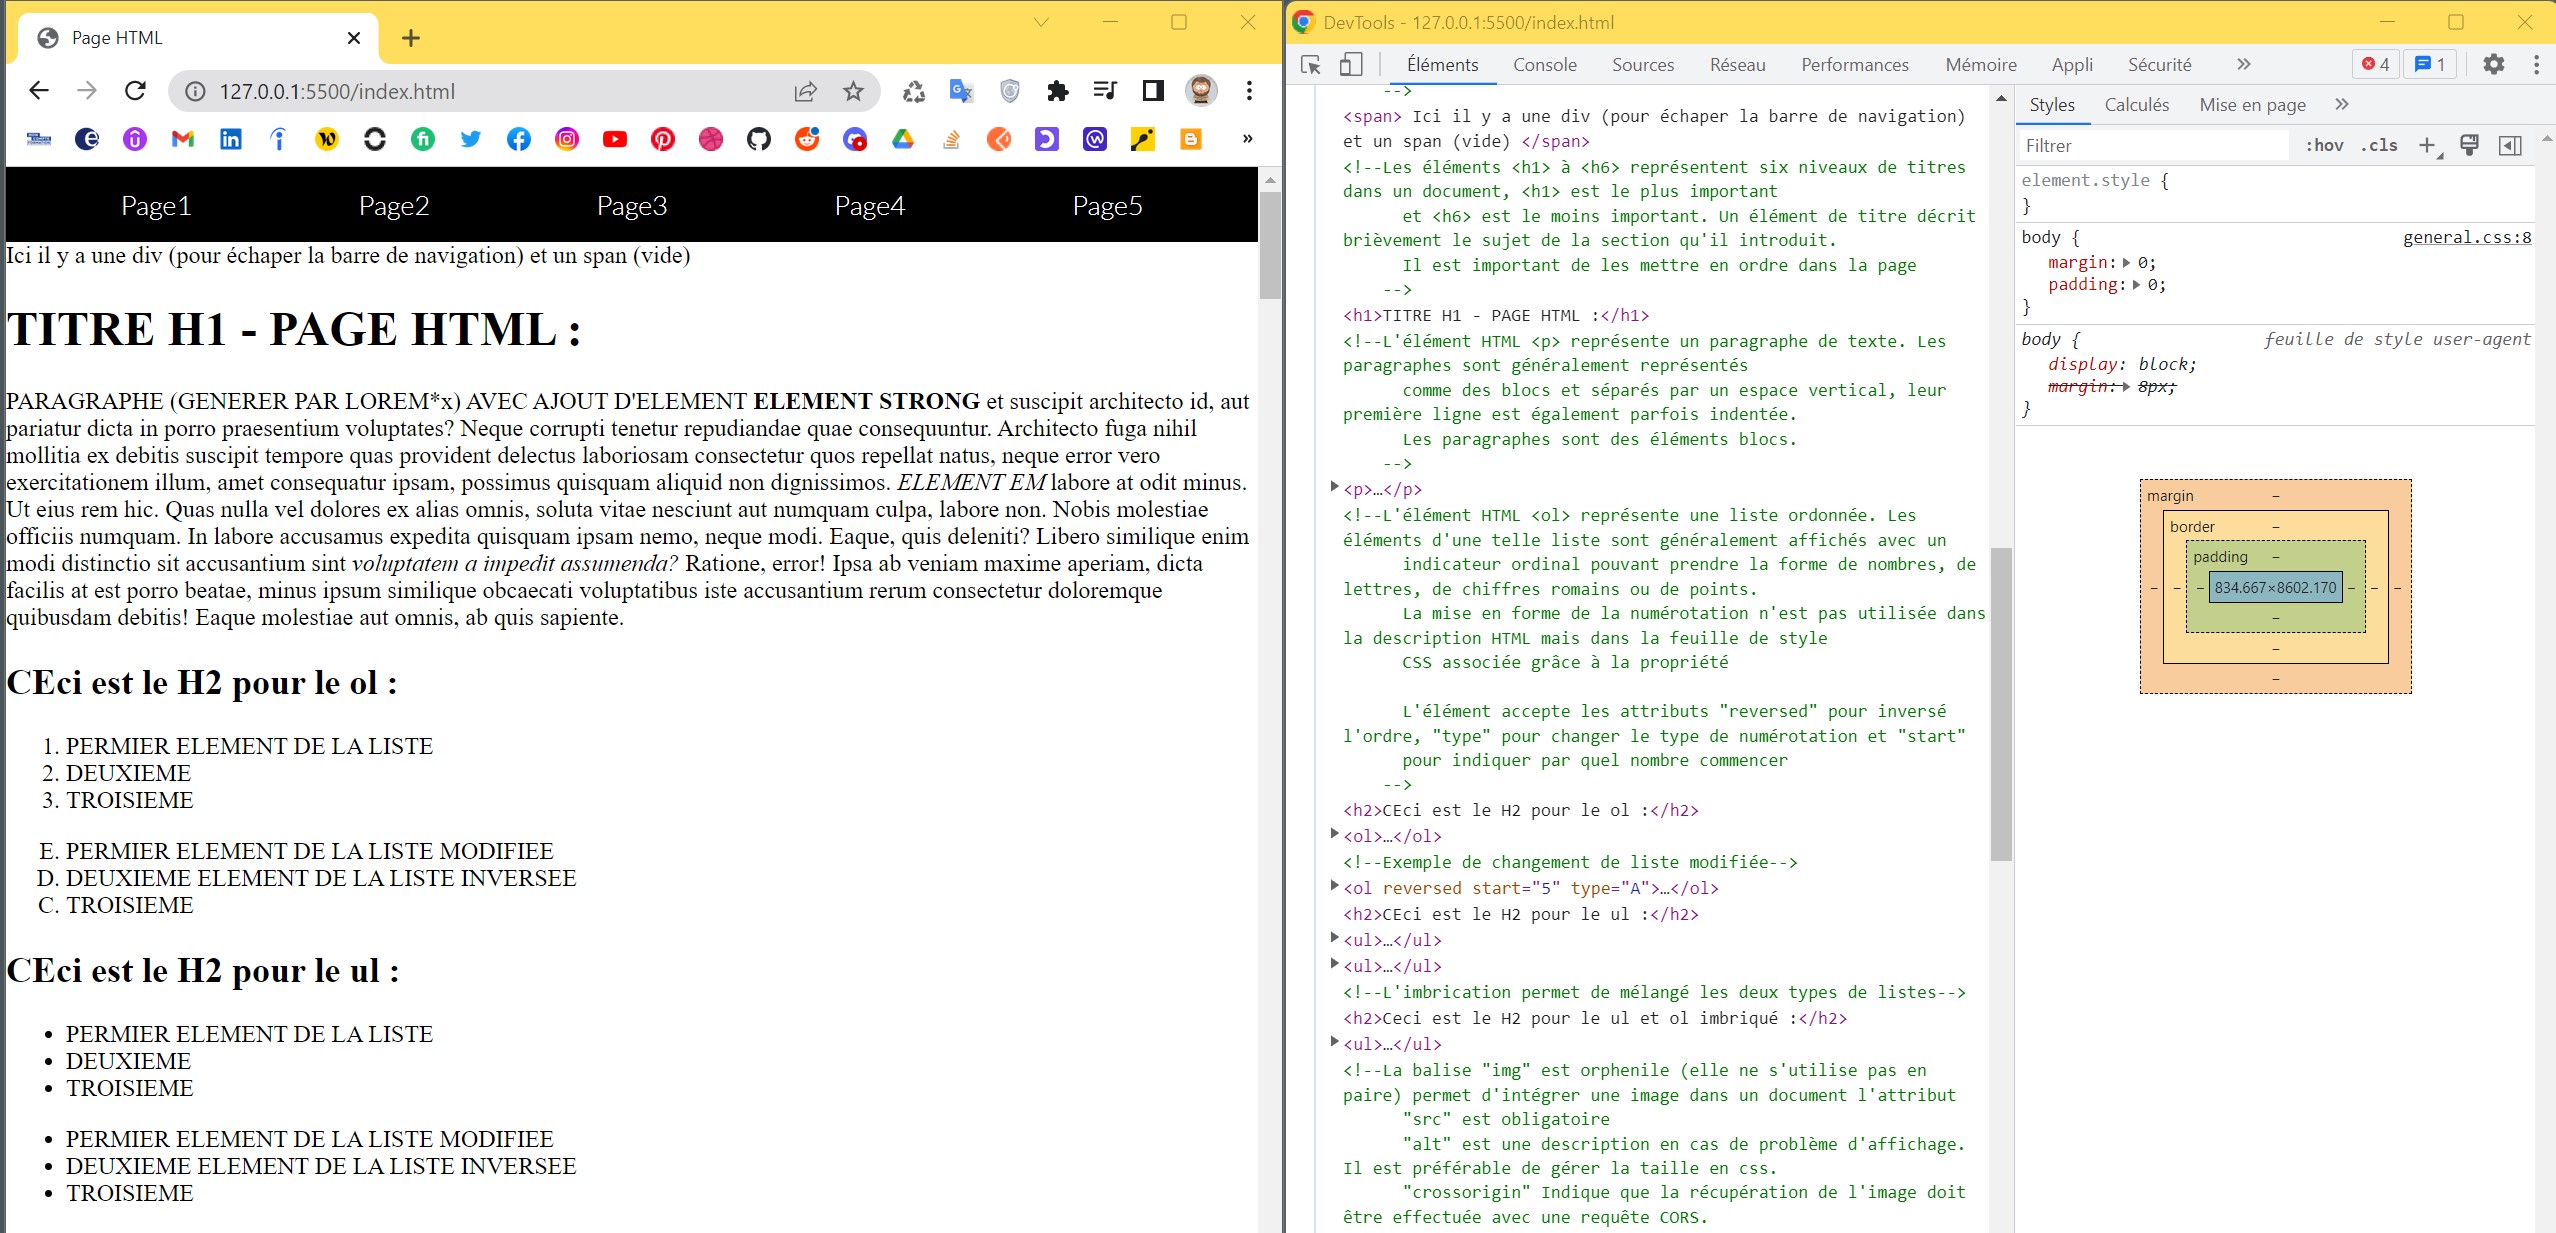 Page HTML
127.0.0.1:5500/index.html
Page1 Page2 Page3 Page4 Page5
Ici il y a une div (pour échaper la barre de navigation) et un span (vide)
TITRE H1 - PAGE HTML :
PARAGRAPHE (GENERER PAR LOREM*x) AVEC AJOUT D'ELEMENT ELEMENT STRONG et suscipit architecto id, aut
pariatur dicta in porro praesentium voluptates? Neque corrupti tenetur repudiandae quae consequuntur. Architecto fuga nihil
mollitia ex debitis suscipit tempore quas provident delectus laboriosam consectetur quos repellat natus, neque error vero
exercitationem illum, amet consequatur ipsam, possimus quisquam aliquid non dignissimos. ELEMENT EM labore at odit minus.
Ut eius rem hic. Quas nulla vel dolores ex alias omnis, soluta vitae nesciunt aut numquam culpa, labore non. Nobis molestiae
officiis numquam. In labore accusamus expedita quisquam ipsam nemo, neque modi. Eaque, quis deleniti? Libero similique enim
modi distinctio sit accusantium sint voluptatem a impedit assumenda? Ratione, error! Ipsa ab veniam maxime aperiam, dicta
facilis at est porro beatae, minus ipsum similique obcaecati voluptatibus iste accusantium rerum consectetur doloremque
quibusdam debitis! Eaque molestiae aut omnis, ab quis sapiente.
CEci est le H2 pour le ol :
1. PERMIER ELEMENT DE LA LISTE
2. DEUXIEME
3. TROISIEME
E. PERMIER ELEMENT DE LA LISTE MODIFIEE
D. DEUXIEME ELEMENT DE LA LISTE INVERSEE
C. TROISIEME
CEci est le H2 pour le ul :
• PERMIER ELEMENT DE LA LISTE
• DEUXIEME
• TROISIEME
• PERMIER ELEMENT DE LA LISTE MODIFIEE
• DEUXIEME ELEMENT DE LA LISTE INVERSEE
• TROISIEME
DevTools - 127.0.0.1:5500/index.html
Éléments Console Sources Réseau Performances Mémoire Appli Sécurité » 4 1
-->
<span> Ici il y a une div (pour échaper la barre de navigation)
et un span (vide) </span>
<!--Les éléments <h1> à <h6> représentent six niveaux de titres
dans un document, <h1> est le plus important
et <h6> est le moins important. Un élément de titre décrit
brièvement le sujet de la section qu'il introduit.
Il est important de les mettre en ordre dans la page
-->
<h1>TITRE H1 - PAGE HTML :</h1>
<!--L'élément HTML <p> représente un paragraphe de texte. Les
paragraphes sont généralement représentés
comme des blocs et séparés par un espace vertical, leur
première ligne est également parfois indentée.
Les paragraphes sont des éléments blocs.
-->
<p>…</p>
<!--L'élément HTML <ol> représente une liste ordonnée. Les
éléments d'une telle liste sont généralement affichés avec un
indicateur ordinal pouvant prendre la forme de nombres, de
lettres, de chiffres romains ou de points.
La mise en forme de la numérotation n'est pas utilisée dans
la description HTML mais dans la feuille de style
CSS associée grâce à la propriété
L'élément accepte les attributs "reversed" pour inversé
l'ordre, "type" pour changer le type de numérotation et "start"
pour indiquer par quel nombre commencer
-->
<h2>CEci est le H2 pour le ol :</h2>
<ol>…</ol>
<!--Exemple de changement de liste modifiée-->
<ol reversed start="5" type="A">…</ol>
<h2>CEci est le H2 pour le ul :</h2>
<ul>…</ul>
<ul>…</ul>
<!--L'imbrication permet de mélangé les deux types de listes-->
<h2>Ceci est le H2 pour le ul et ol imbriqué :</h2>
<ul>…</ul>
<!--La balise "img" est orphenile (elle ne s'utilise pas en
paire) permet d'intégrer une image dans un document l'attribut
"src" est obligatoire
"alt" est une description en cas de problème d'affichage.
Il est préférable de gérer la taille en css.
"crossorigin" Indique que la récupération de l'image doit
être effectuée avec une requête CORS.
Styles Calculés Mise en page »
Filtrer :hov .cls +
element.style {
}
body { general.css:8
margin: 0;
padding: 0;
}
body { feuille de style user-agent
display: block;
margin: 8px;
}
margin –
border –
padding –
– – – 834.667×8602.170 – – –
–
–
–